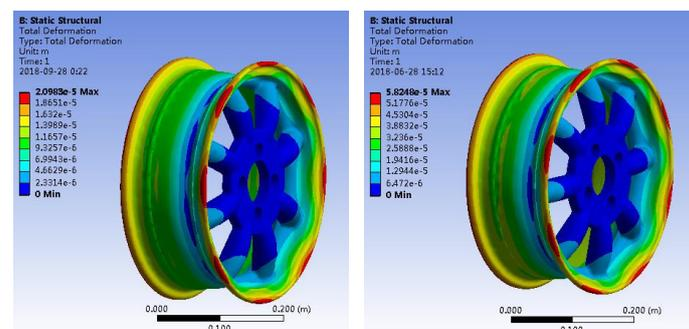 B: Static Structural
Total Deformation
Type: Total Deformation
Unit: m
Time: 1
2018-09-28 0:22
2.0983e-5 Max
1.8651e-5
1.632e-5
1.3989e-5
1.1657e-5
9.3257e-6
6.9943e-6
4.6629e-6
2.3314e-6
0 Min
0.000
0.200 (m)
0.100
B: Static Structural
Total Deformation
Type: Total Deformation
Unit: m
Time: 1
2018-06-28 15:12
5.8248e-5 Max
5.1776e-5
4.5304e-5
3.8832e-5
3.236e-5
2.5888e-5
1.9416e-5
1.2944e-5
6.472e-6
0 Min
0.000
0.200 (m)
0.100